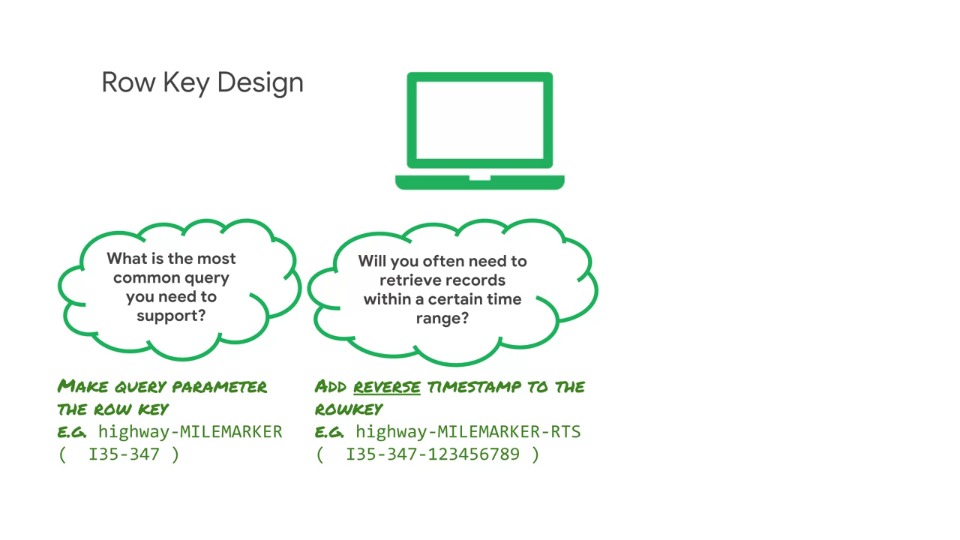 Row Key Design
What is the most
common query
you need to
support?
Will you often need to
retrieve records
within a certain time
range?
MAKE QUERY PARAMETER
THE ROW KEY
E.G. highway-MILEMARKER
( I35-347 )
ADD REVERSE TIMESTAMP TO THE
ROWKEY
E.G. highway-MILEMARKER-RTS
( I35-347-123456789 )